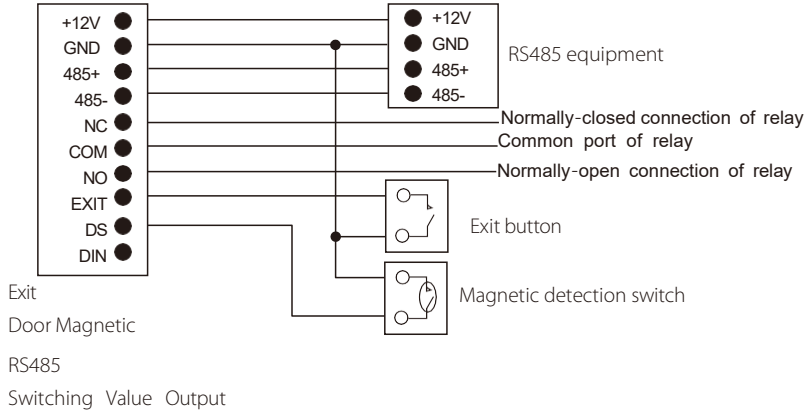 +12V
GND
485+
485-
NC
COM
NO
EXIT
DS
DIN
+12V
GND
485+
485-
RS485 equipment
Normally-closed connection of relay
Common port of relay
Normally-open connection of relay
Exit button
Magnetic detection switch
Exit
Door Magnetic
RS485
Switching Value Output